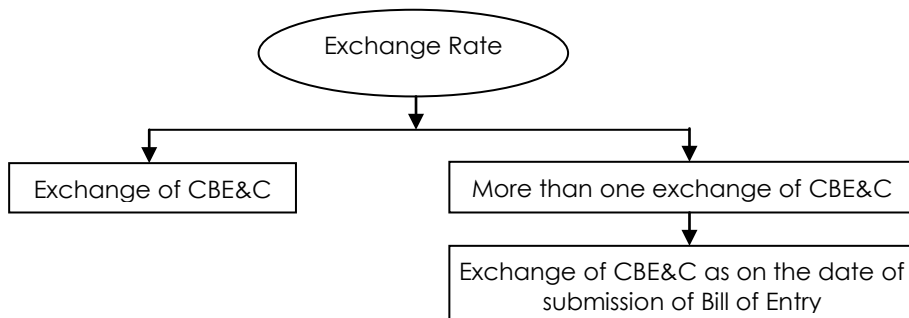 Exchange Rate
Exchange of CBE&C
More than one exchange of CBE&C
Exchange of CBE&C as on the date of
submission of Bill of Entry